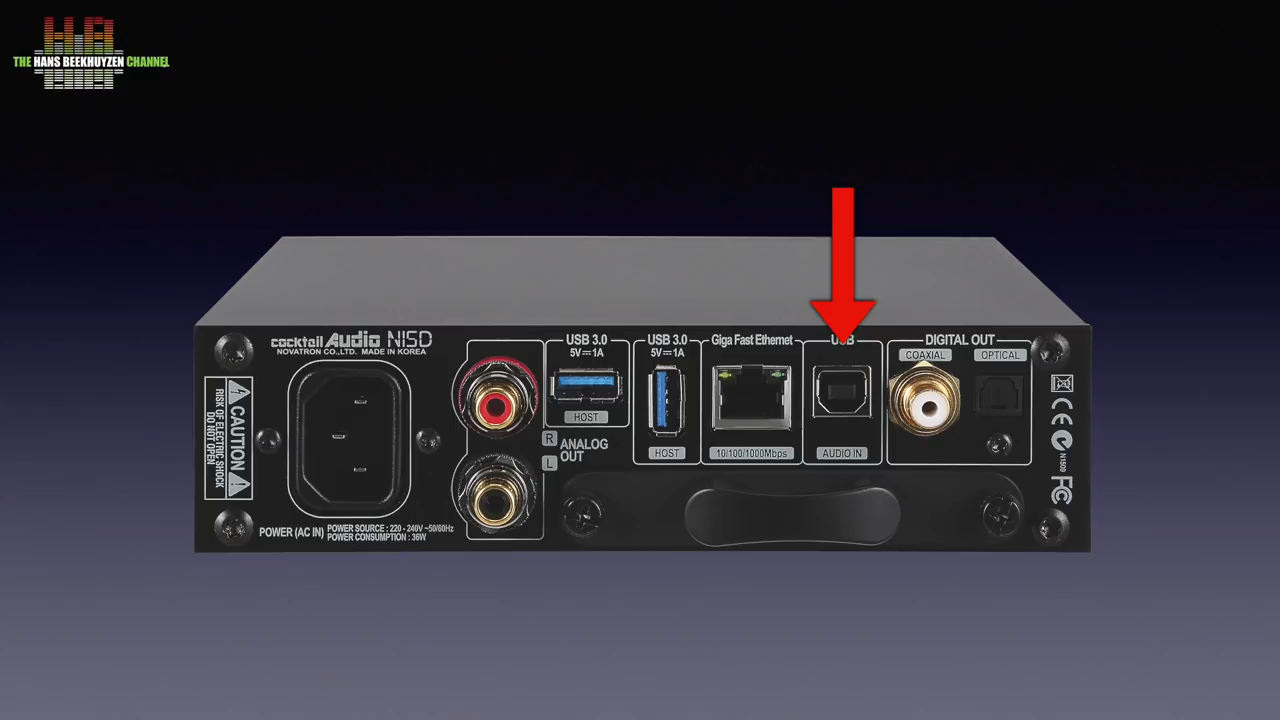 HA
THE HANS BEEKHUYZEN CHANNEL
cocktail Audio N15D
NOVATRON CO.,LTD. MADE IN KOREA
CAUTION
RISK OF ELECTRIC SHOCK
DO NOT OPEN
POWER (AC IN)
POWER SOURCE : 220 - 240V ~50/60Hz
POWER CONSUMPTION : 36W
R
L
ANALOG
OUT
USB 3.0
5V⎓1A
HOST
USB 3.0
5V⎓1A
HOST
Giga Fast Ethernet
10/100/1000Mbps
USB
AUDIO IN
DIGITAL OUT
COAXIAL
OPTICAL
CE
N1509
FC